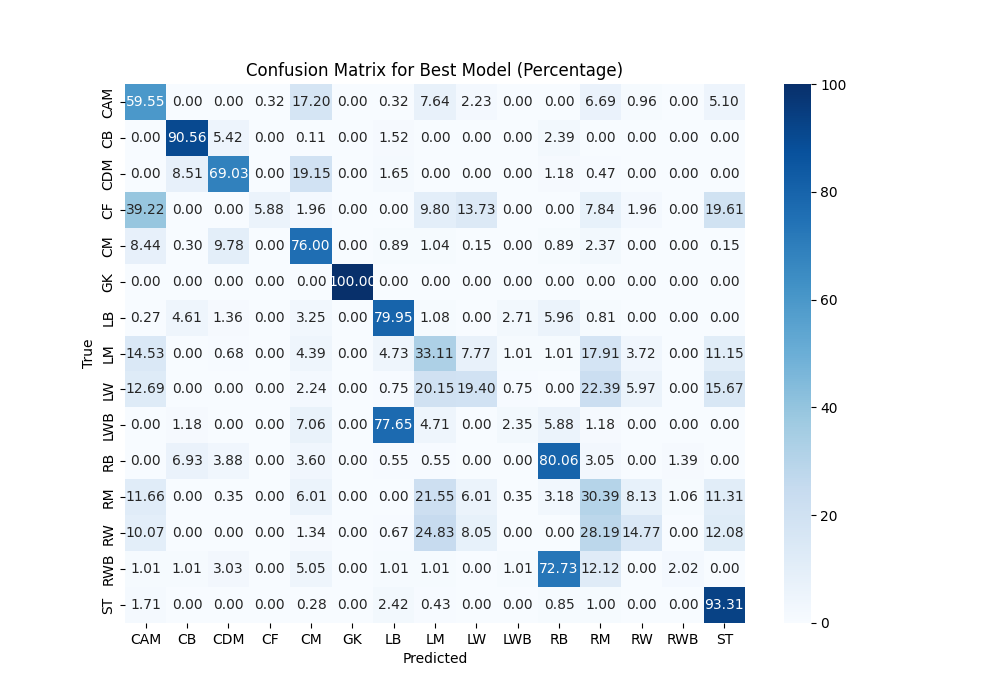 Confusion Matrix for Best Model (Percentage)
CAM 59.55 0.00 0.00 0.32 17.20 0.00 0.32 7.64 2.23 0.00 0.00 6.69 0.96 0.00 5.10
CB 0.00 90.56 5.42 0.00 0.11 0.00 1.52 0.00 0.00 0.00 2.39 0.00 0.00 0.00 0.00
CDM 0.00 8.51 69.03 0.00 19.15 0.00 1.65 0.00 0.00 0.00 1.18 0.47 0.00 0.00 0.00
CF 39.22 0.00 0.00 5.88 1.96 0.00 0.00 9.80 13.73 0.00 0.00 7.84 1.96 0.00 19.61
CM 8.44 0.30 9.78 0.00 76.00 0.00 0.89 1.04 0.15 0.00 0.89 2.37 0.00 0.00 0.15
GK 0.00 0.00 0.00 0.00 0.00 100.00 0.00 0.00 0.00 0.00 0.00 0.00 0.00 0.00 0.00
LB 0.27 4.61 1.36 0.00 3.25 0.00 79.95 1.08 0.00 2.71 5.96 0.81 0.00 0.00 0.00
LM 14.53 0.00 0.68 0.00 4.39 0.00 4.73 33.11 7.77 1.01 1.01 17.91 3.72 0.00 11.15
LW 12.69 0.00 0.00 0.00 2.24 0.00 0.75 20.15 19.40 0.75 0.00 22.39 5.97 0.00 15.67
LWB 0.00 1.18 0.00 0.00 7.06 0.00 77.65 4.71 0.00 2.35 5.88 1.18 0.00 0.00 0.00
RB 0.00 6.93 3.88 0.00 3.60 0.00 0.55 0.55 0.00 0.00 80.06 3.05 0.00 1.39 0.00
RM 11.66 0.00 0.35 0.00 6.01 0.00 0.00 21.55 6.01 0.35 3.18 30.39 8.13 1.06 11.31
RW 10.07 0.00 0.00 0.00 1.34 0.00 0.67 24.83 8.05 0.00 0.00 28.19 14.77 0.00 12.08
RWB 1.01 1.01 3.03 0.00 5.05 0.00 1.01 1.01 0.00 1.01 72.73 12.12 0.00 2.02 0.00
ST 1.71 0.00 0.00 0.00 0.28 0.00 2.42 0.43 0.00 0.00 0.85 1.00 0.00 0.00 93.31
True
CAM CB CDM CF CM GK LB LM LW LWB RB RM RW RWB ST
Predicted
100
80
60
40
20
0